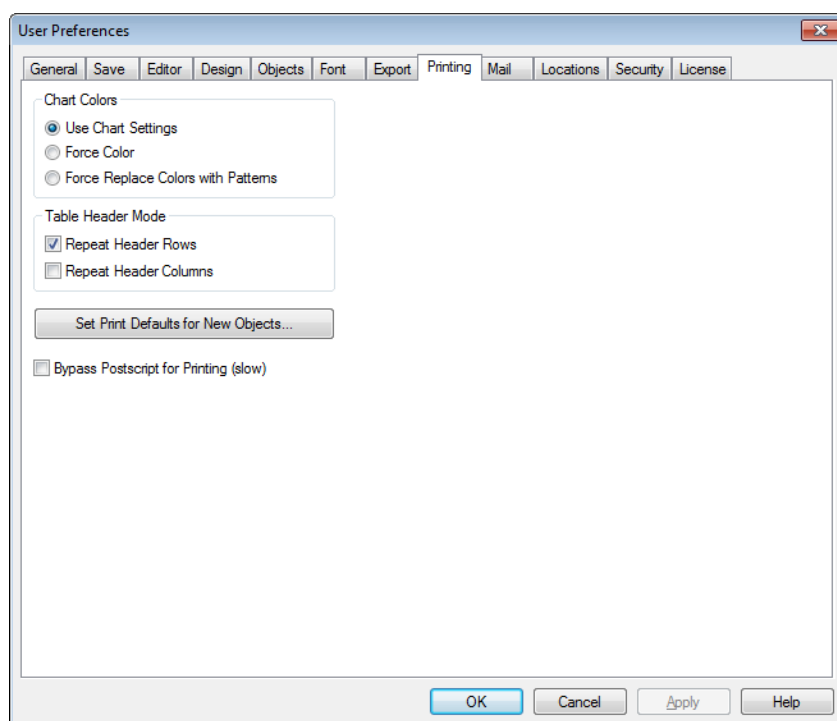 User Preferences
General Save Editor Design Objects Font Export Printing Mail Locations Security License
Chart Colors
Use Chart Settings
Force Color
Force Replace Colors with Patterns
Table Header Mode
Repeat Header Rows
Repeat Header Columns
Set Print Defaults for New Objects...
Bypass Postscript for Printing (slow)
OK Cancel Apply Help